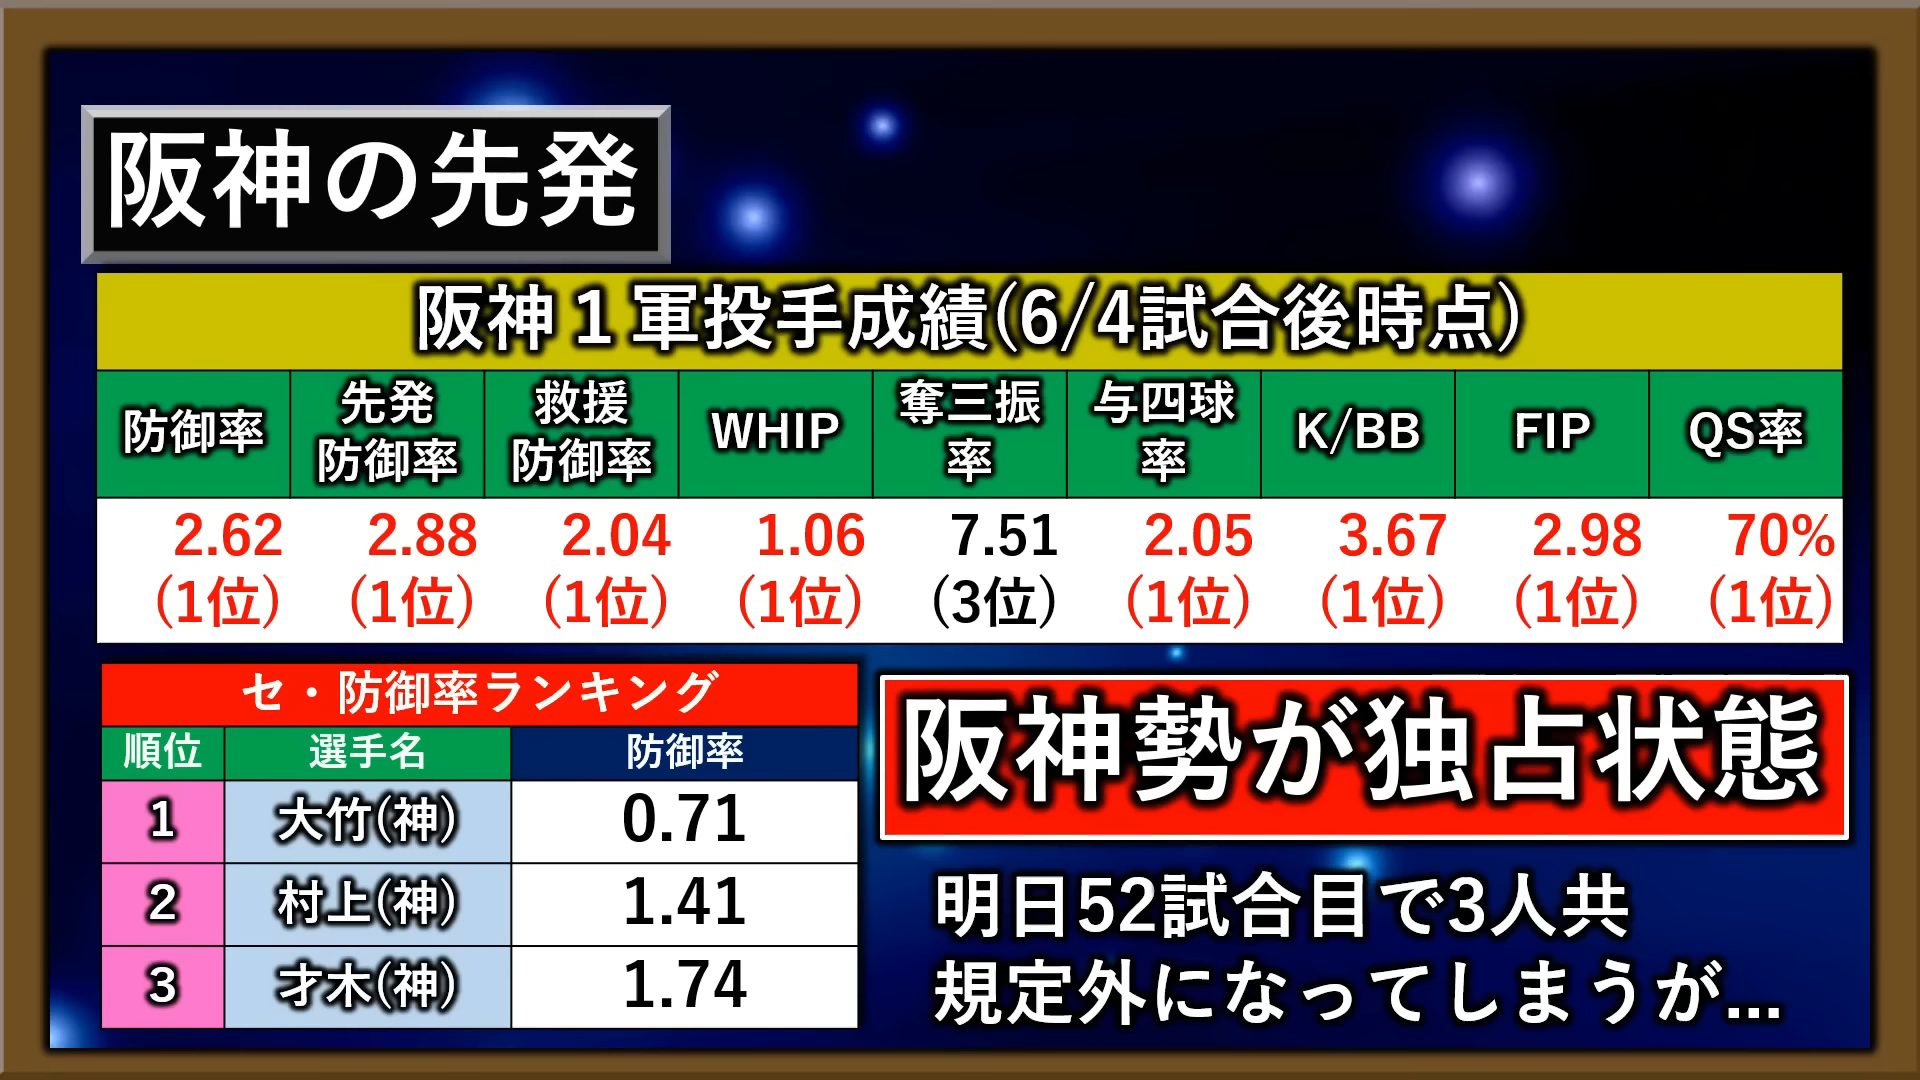 阪神の先発
阪神１軍投手成績(6/4試合後時点)
防御率 先発防御率 救援防御率 WHIP 奪三振率 与四球率 K/BB FIP QS率
2.62 2.88 2.04 1.06 7.51 2.05 3.67 2.98 70%
(1位) (1位) (1位) (1位) (3位) (1位) (1位) (1位) (1位)
セ・防御率ランキング
順位 選手名 防御率
1 大竹(神) 0.71
2 村上(神) 1.41
3 才木(神) 1.74
阪神勢が独占状態
明日52試合目で3人共
規定外になってしまうが...